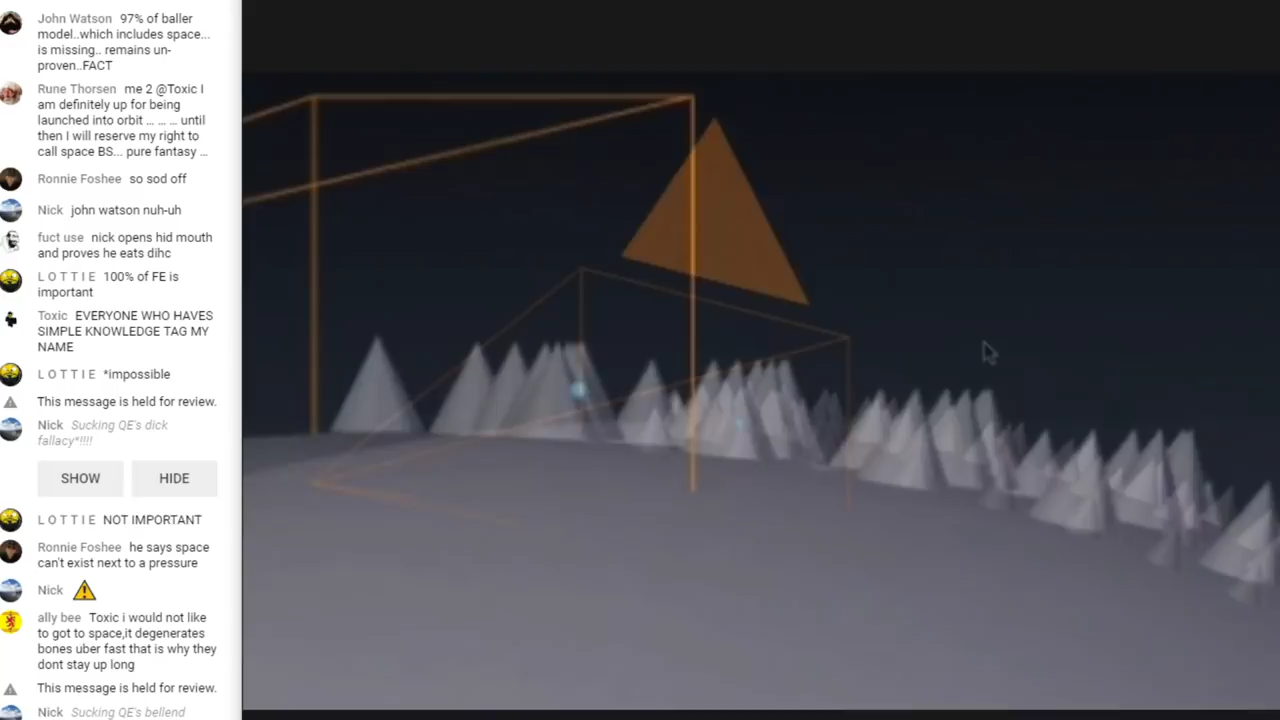 John Watson 97% of baller
model..which includes space...
is missing.. remains un-
proven..FACT
Rune Thorsen me 2 @Toxic I
am definitely up for being
launched into orbit ... ... ... until
then I will reserve my right to
call space BS... pure fantasy ...
Ronnie Foshee so sod off
Nick john watson nuh-uh
fuct use nick opens hid mouth
and proves he eats dihc
L O T T I E 100% of FE is
important
Toxic EVERYONE WHO HAVES
SIMPLE KNOWLEDGE TAG MY
NAME
L O T T I E *impossible
This message is held for review.
Nick Sucking QE's dick
fallacy*!!!!
SHOW HIDE
L O T T I E NOT IMPORTANT
Ronnie Foshee he says space
can't exist next to a pressure
Nick ⚠️
ally bee Toxic i would not like
to got to space,it degenerates
bones uber fast that is why they
dont stay up long
This message is held for review.
Nick Sucking QE's bellend